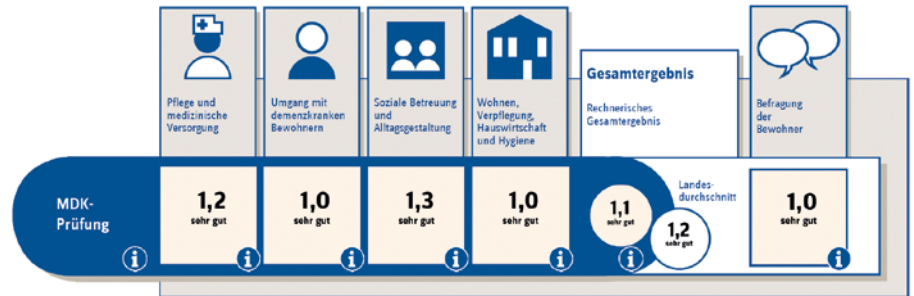 Pflege und
medizinische
Versorgung
Umgang mit
demenzkranken
Bewohnern
Soziale Betreuung
und
Alltagsgestaltung
Wohnen,
Verpflegung,
Hauswirtschaft
und Hygiene
Gesamtergebnis
Rechnerisches
Gesamtergebnis
Befragung
der
Bewohner
MDK-
Prüfung
i
1,2
sehr gut
i
1,0
sehr gut
i
1,3
sehr gut
i
1,0
sehr gut
i
1,1
sehr gut
i
Landes-
durchschnitt
1,2
sehr gut
1,0
sehr gut
i